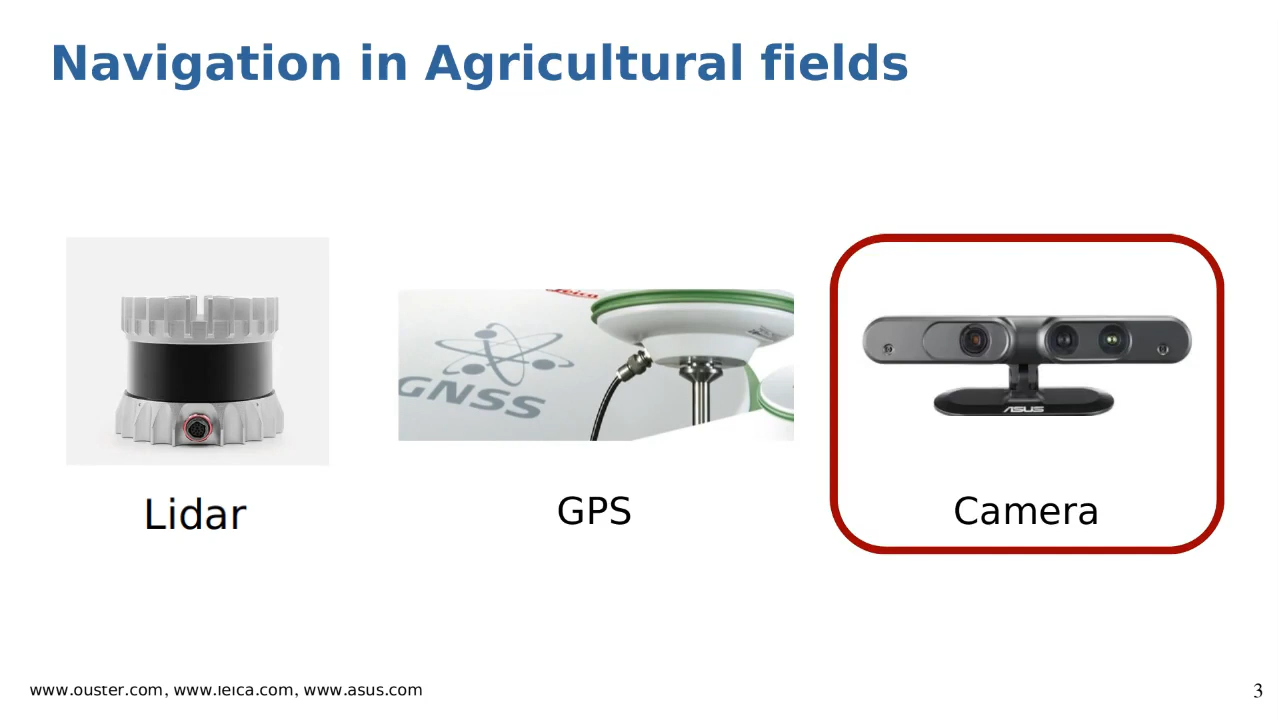 Navigation in Agricultural fields
Leica
GNSS
ASUS
Lidar
GPS
Camera
www.ouster.com, www.leica.com, www.asus.com
3